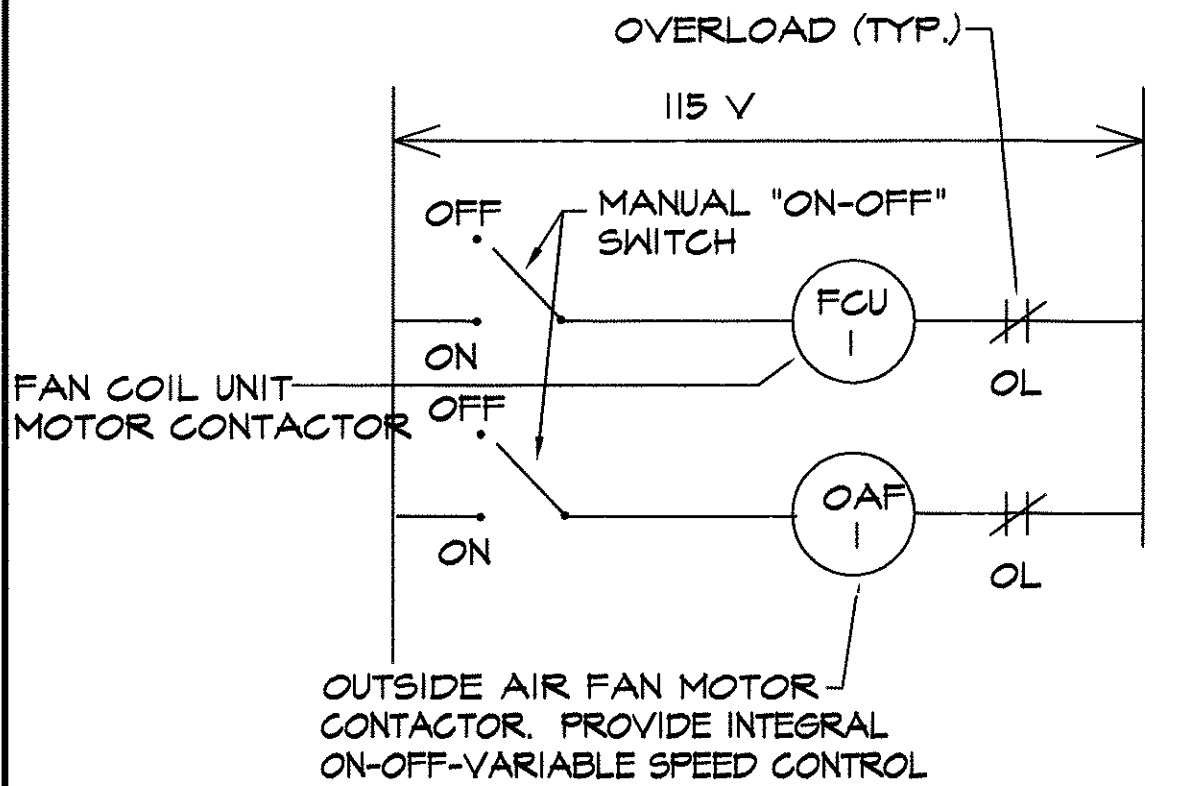 OVERLOAD (TYP.)
115 V
OFF
MANUAL "ON-OFF"
SWITCH
FCU
1
ON
OL
FAN COIL UNIT
MOTOR CONTACTOR
OFF
OAF
1
ON
OL
OUTSIDE AIR FAN MOTOR
CONTACTOR. PROVIDE INTEGRAL
ON-OFF-VARIABLE SPEED CONTROL